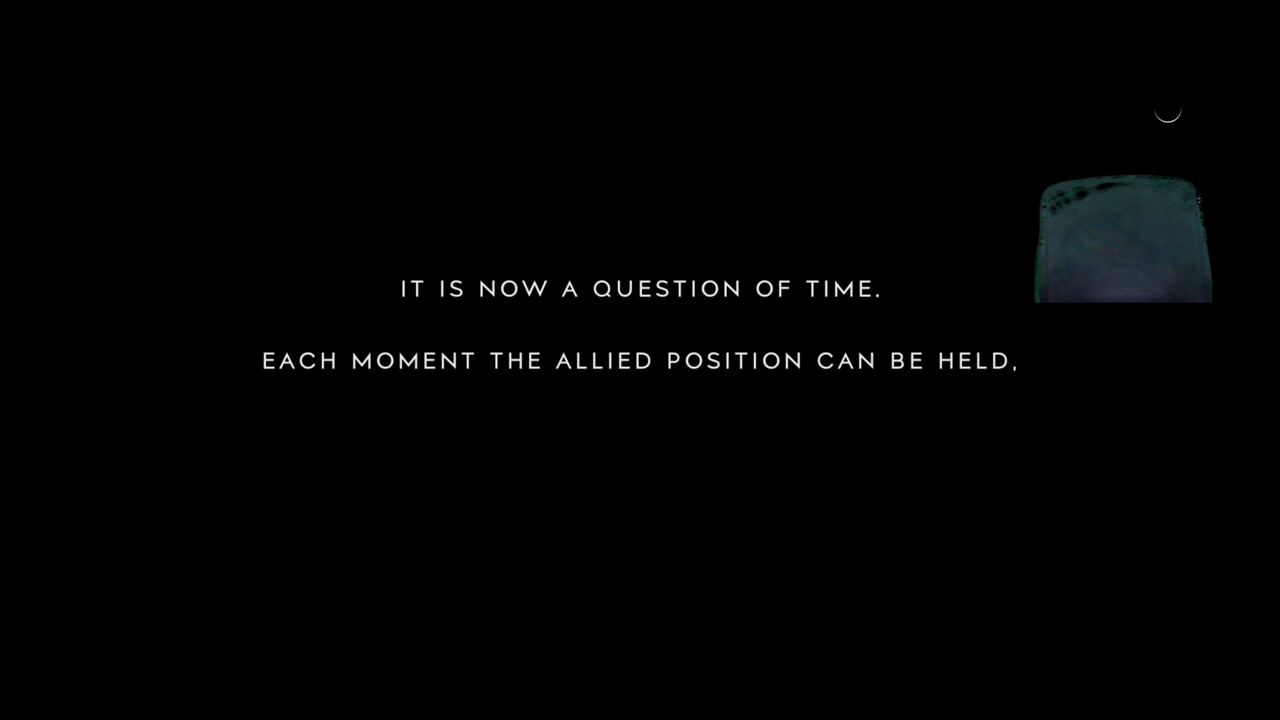 IT IS NOW A QUESTION OF TIME.
EACH MOMENT THE ALLIED POSITION CAN BE HELD,